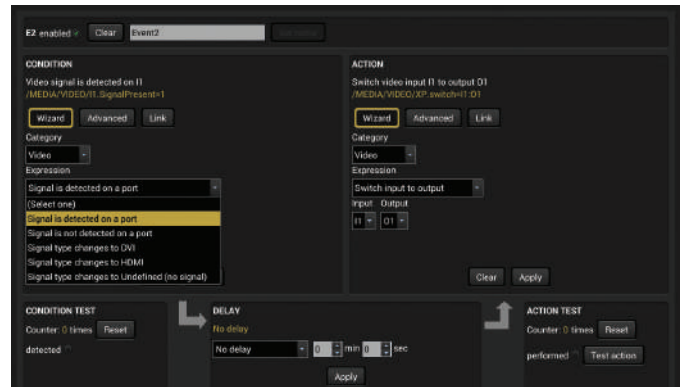 E2 enabled Clear Event2
CONDITION
Video signal is detected on I1
/MEDIA/VIDEO/I1.SignalPresent=1
Wizard Advanced Link
Category
Video
Expression
Signal is detected on a port
(Select one)
Signal is detected on a port
Signal is not detected on a port
Signal type changes to DVI
Signal type changes to HDMI
Signal type changes to Undefined (no signal)
ACTION
Switch video input I1 to output O1
/MEDIA/VIDEO/XP.switch=I1:O1
Wizard Advanced Link
Category
Video
Expression
Switch input to output
Input Output
I1 O1
Clear Apply
CONDITION TEST
Counter: 0 times Reset
detected
DELAY
No delay
No delay 0 min 0 sec
Apply
ACTION TEST
Counter: 0 times Reset
performed Test action